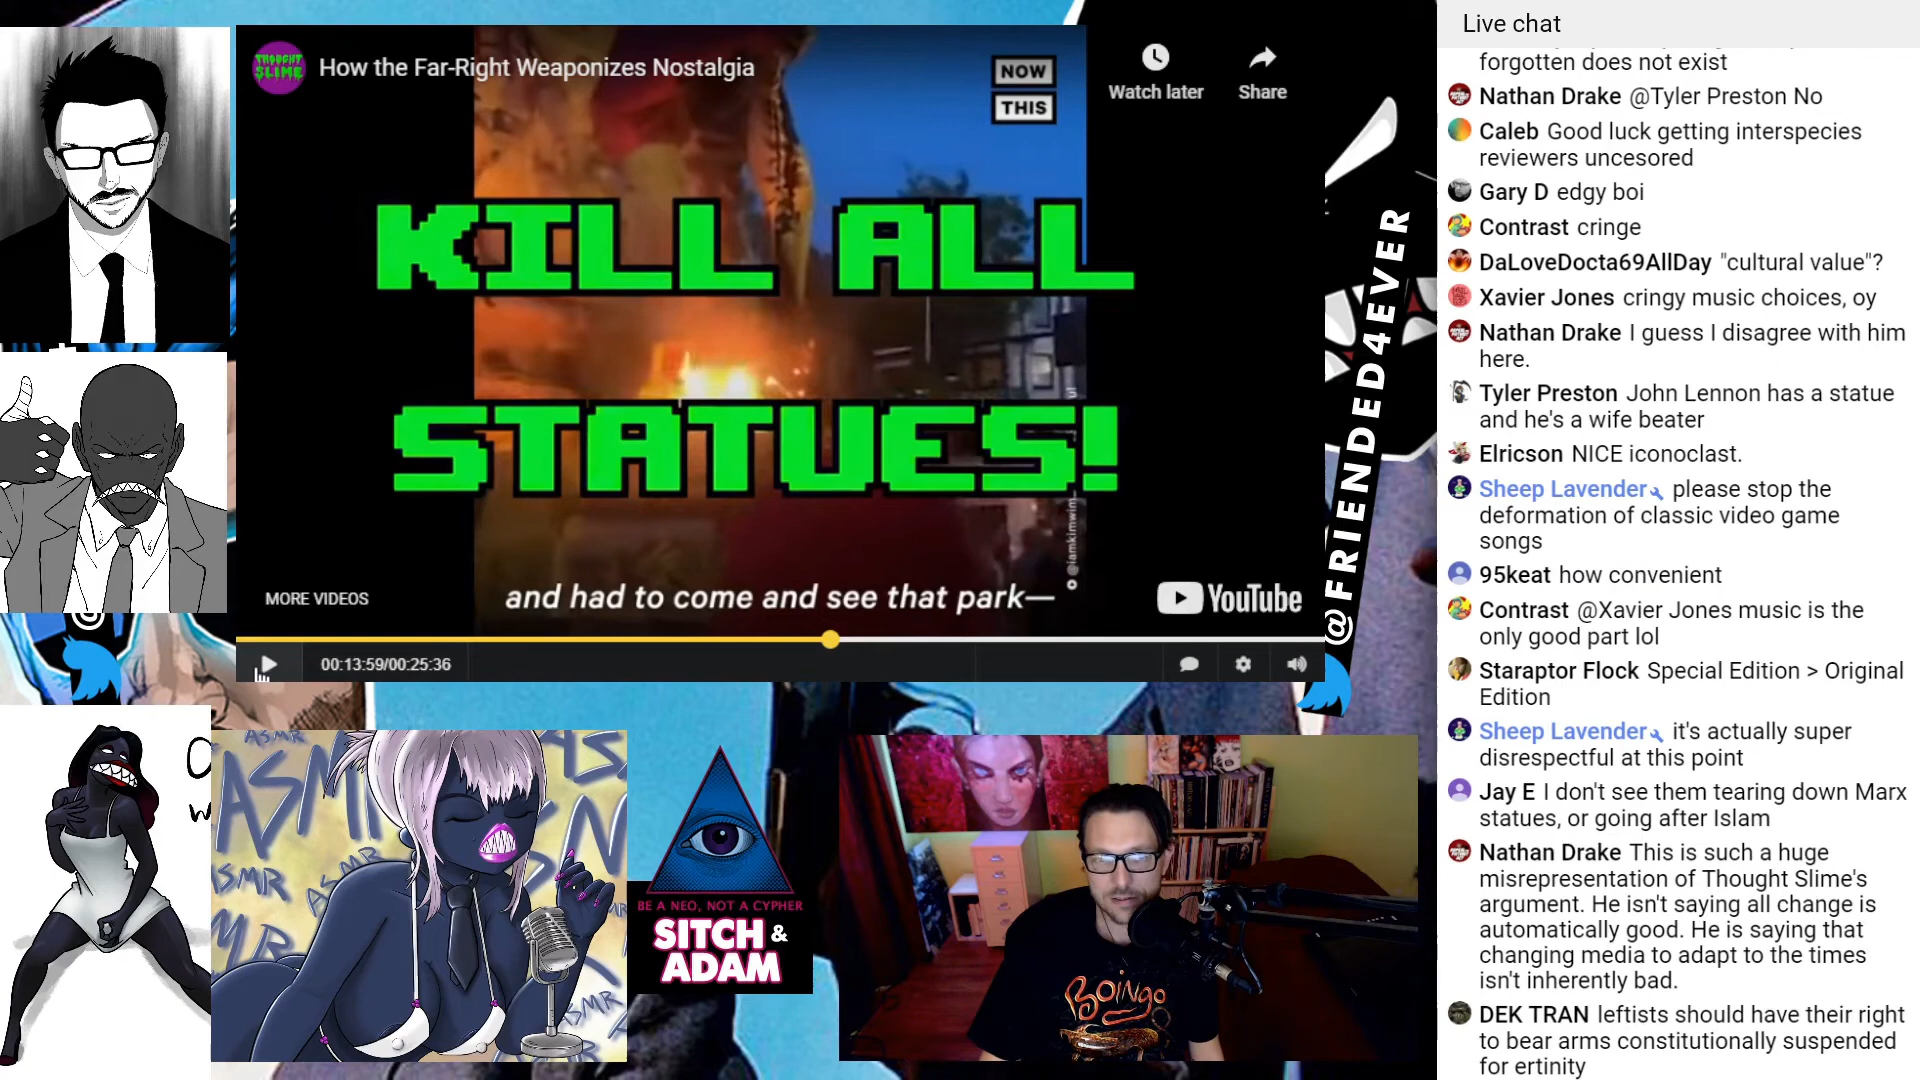 THOUGHT
SLIME
How the Far-Right Weaponizes Nostalgia
NOW
THIS
Watch later
Share
KILL ALL
STATUES!
@iamkimwim
and had to come and see that park—
MORE VIDEOS
YouTube
00:13:59/00:25:36
@FRIENDED4EVER
ASMR
ASMR
ASMR
ASMR
ASMR
BE A NEO, NOT A CYPHER
SITCH &
ADAM
BOINGO
Live chat
forgotten does not exist
Nathan Drake @Tyler Preston No
Caleb Good luck getting interspecies
reviewers uncesored
Gary D edgy boi
Contrast cringe
DaLoveDocta69AllDay "cultural value"?
Xavier Jones cringy music choices, oy
Nathan Drake I guess I disagree with him
here.
Tyler Preston John Lennon has a statue
and he's a wife beater
Elricson NICE iconoclast.
Sheep Lavender please stop the
deformation of classic video game
songs
95keat how convenient
Contrast @Xavier Jones music is the
only good part lol
Staraptor Flock Special Edition > Original
Edition
Sheep Lavender it's actually super
disrespectful at this point
Jay E I don't see them tearing down Marx
statues, or going after Islam
Nathan Drake This is such a huge
misrepresentation of Thought Slime's
argument. He isn't saying all change is
automatically good. He is saying that
changing media to adapt to the times
isn't inherently bad.
DEK TRAN leftists should have their right
to bear arms constitutionally suspended
for ertinity